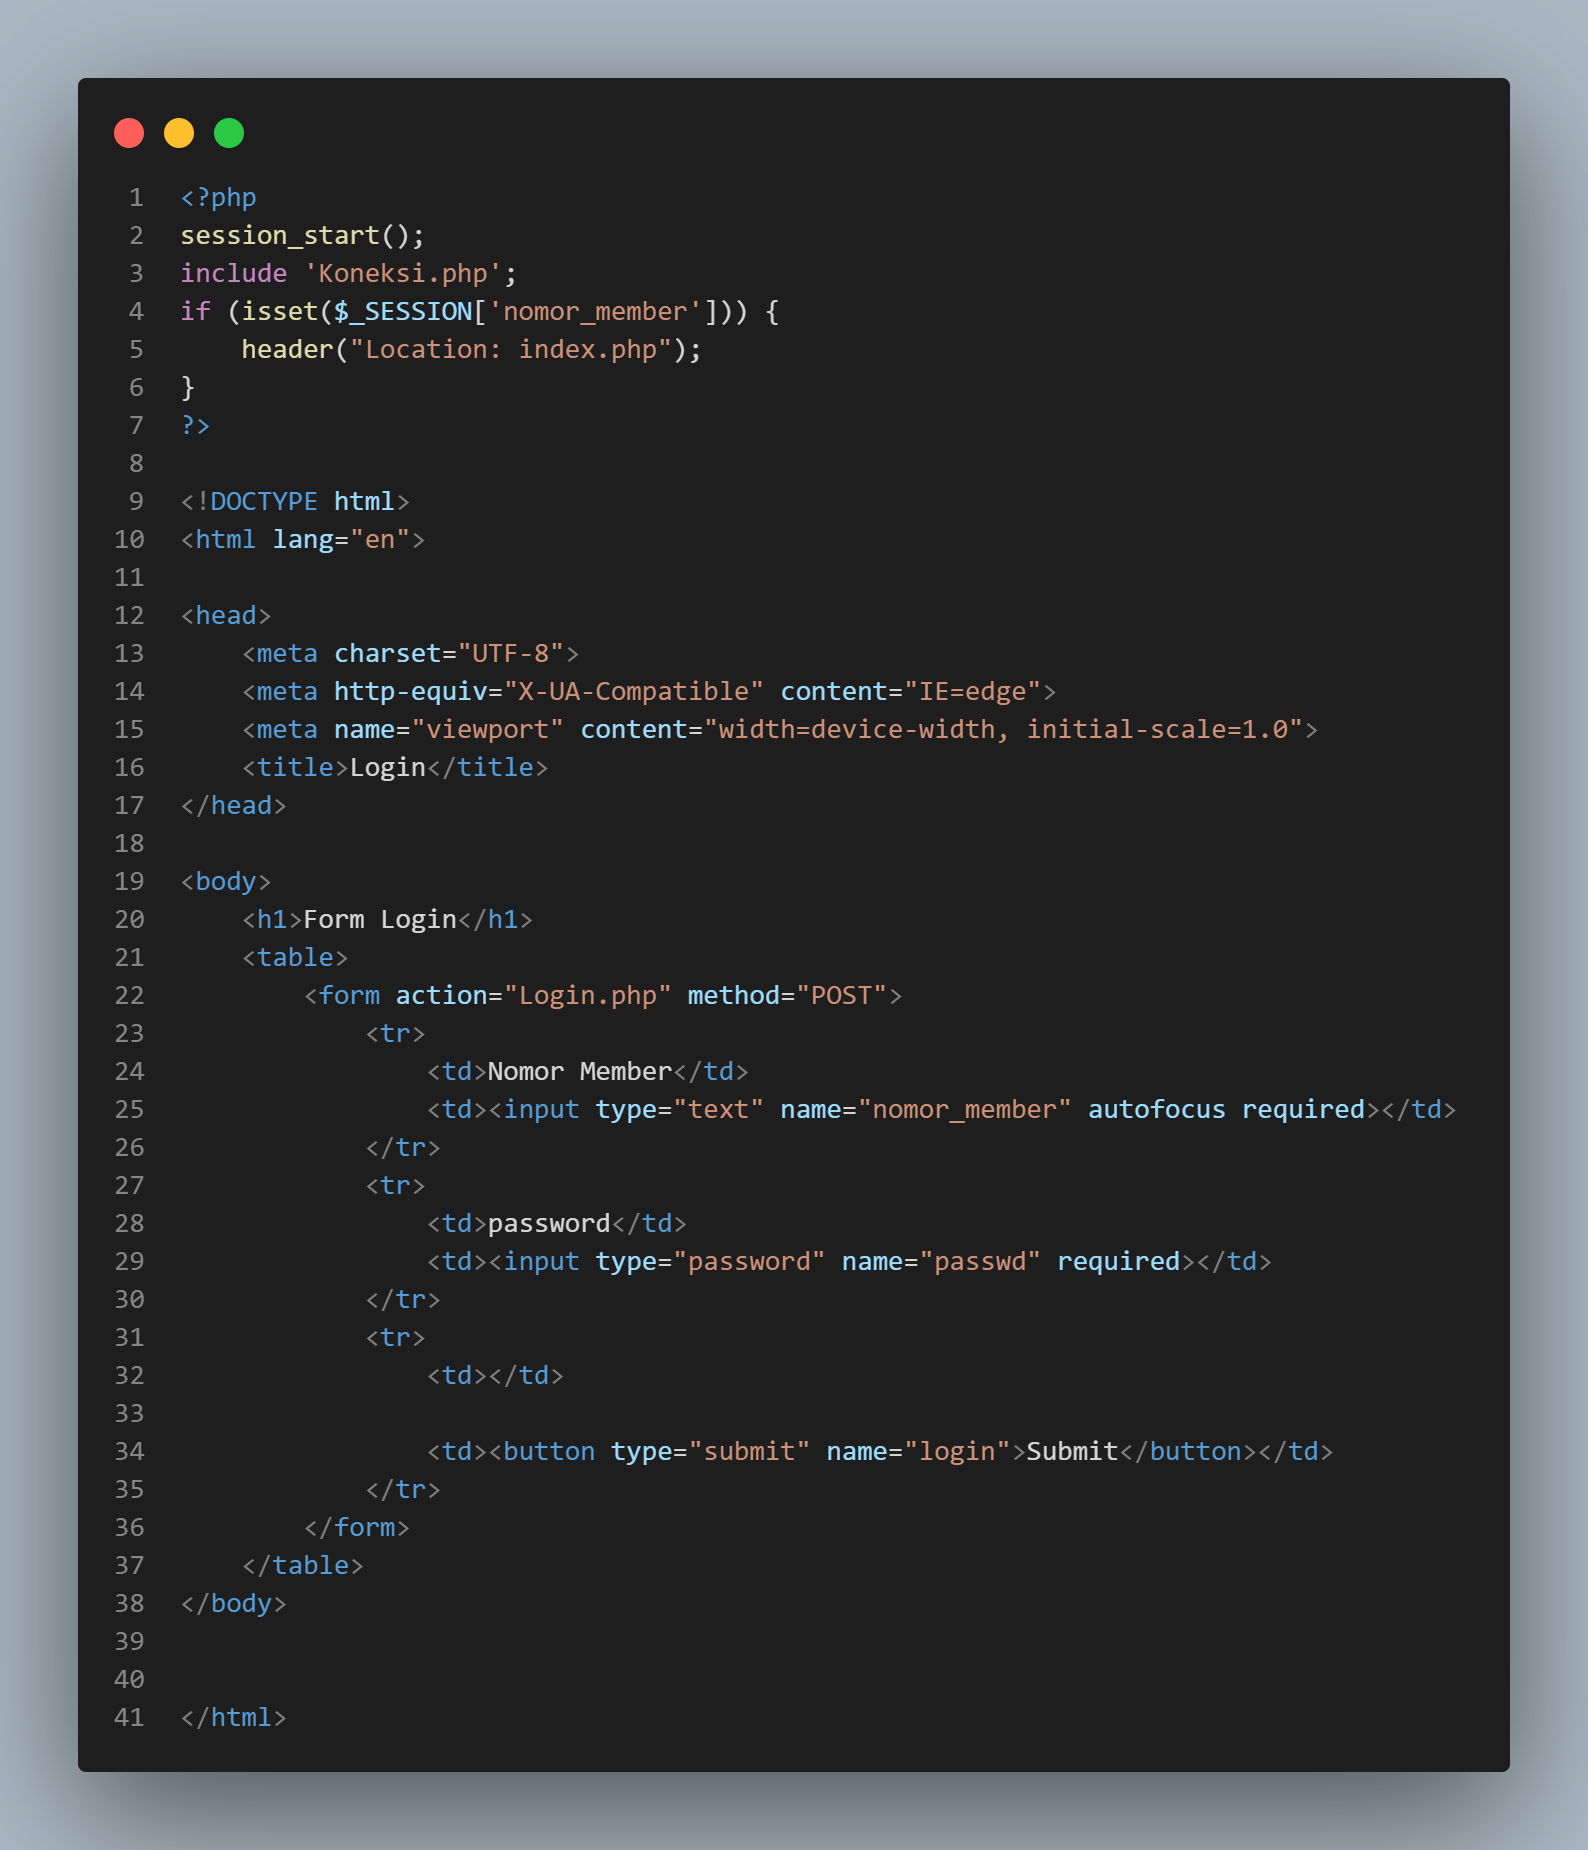 1 <?php
2 session_start();
3 include 'Koneksi.php';
4 if (isset($_SESSION['nomor_member'])) {
5     header("Location: index.php");
6 }
7 ?>
8
9 <!DOCTYPE html>
10 <html lang="en">
11
12 <head>
13     <meta charset="UTF-8">
14     <meta http-equiv="X-UA-Compatible" content="IE=edge">
15     <meta name="viewport" content="width=device-width, initial-scale=1.0">
16     <title>Login</title>
17 </head>
18
19 <body>
20     <h1>Form Login</h1>
21     <table>
22         <form action="Login.php" method="POST">
23             <tr>
24                 <td>Nomor Member</td>
25                 <td><input type="text" name="nomor_member" autofocus required></td>
26             </tr>
27             <tr>
28                 <td>password</td>
29                 <td><input type="password" name="passwd" required></td>
30             </tr>
31             <tr>
32                 <td></td>
33
34                 <td><button type="submit" name="login">Submit</button></td>
35             </tr>
36         </form>
37     </table>
38 </body>
39
40
41 </html>